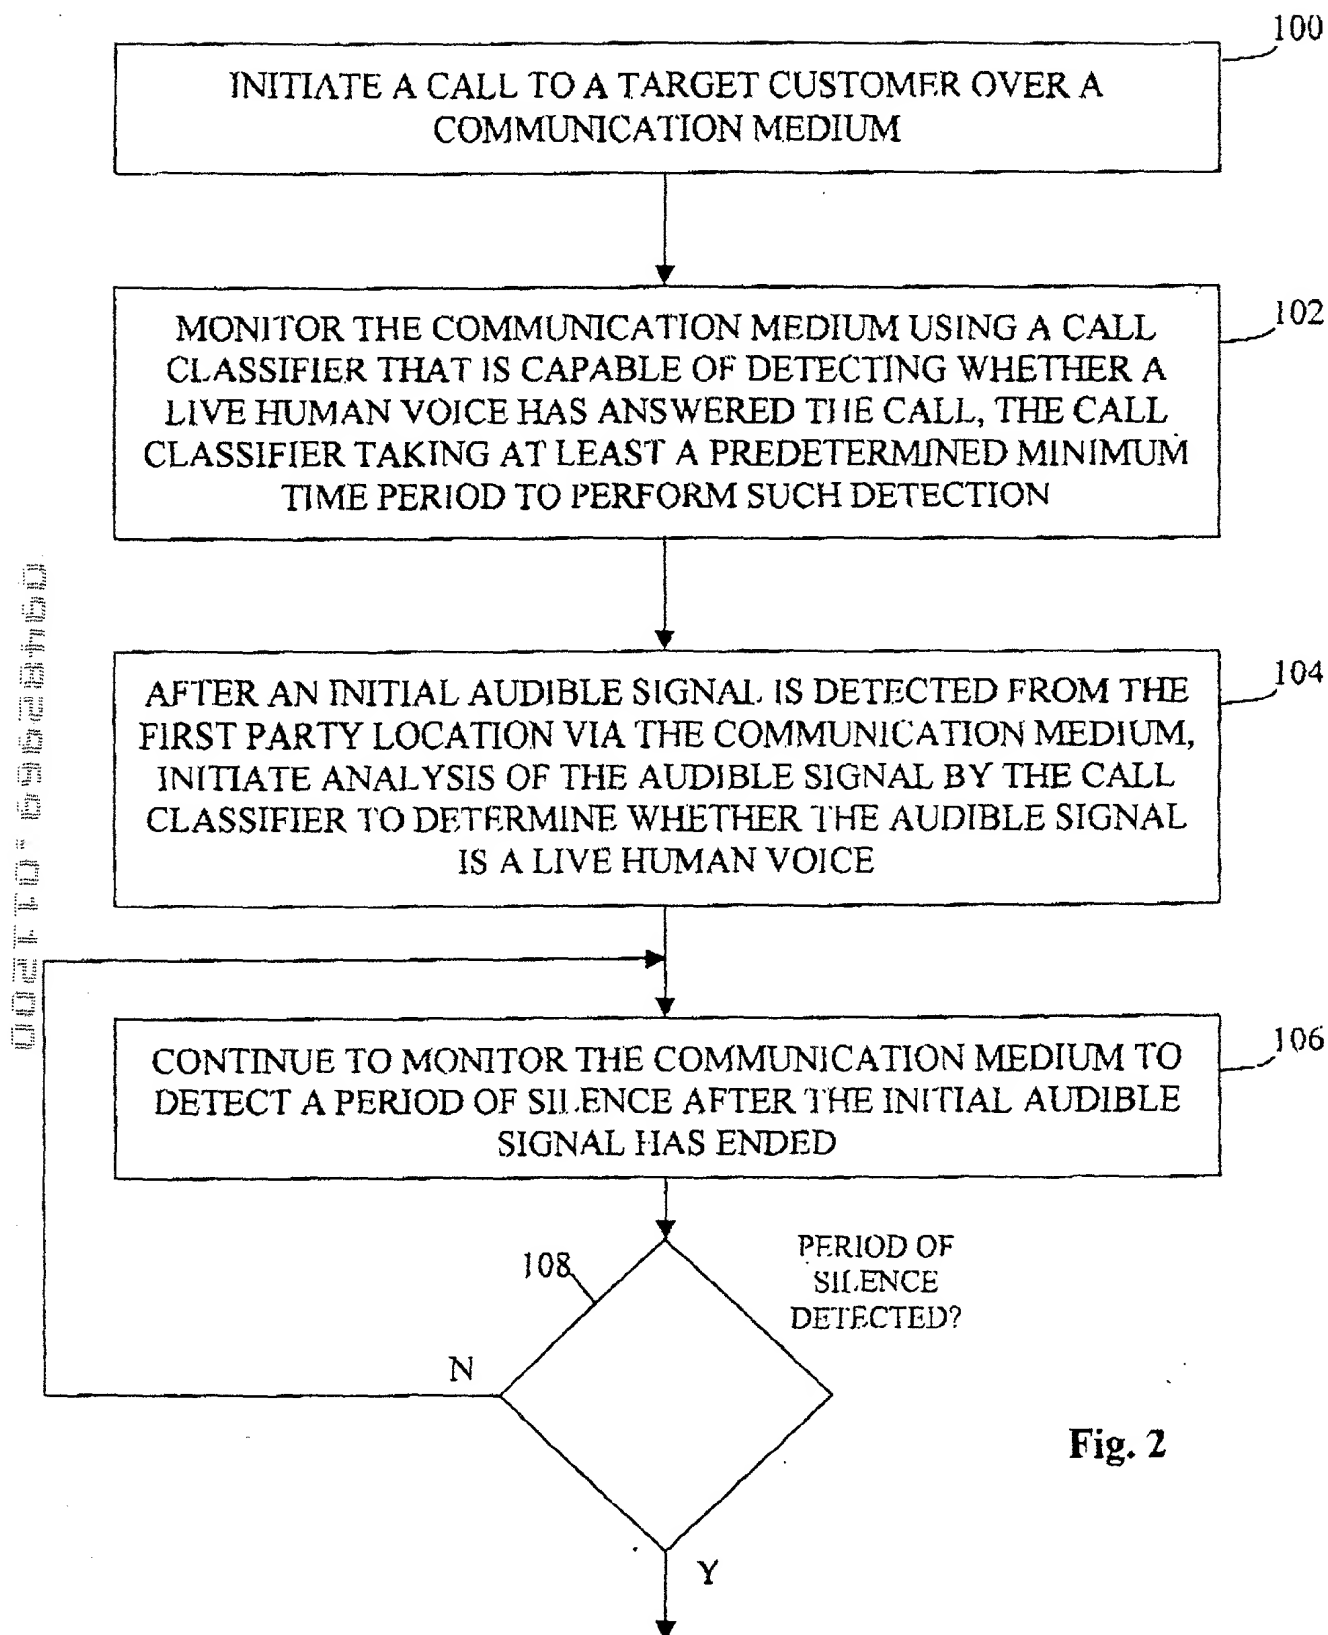 100
INITIATE A CALL TO A TARGET CUSTOMER OVER A
COMMUNICATION MEDIUM
102
MONITOR THE COMMUNICATION MEDIUM USING A CALL
CLASSIFIER THAT IS CAPABLE OF DETECTING WHETHER A
LIVE HUMAN VOICE HAS ANSWERED THE CALL, THE CALL
CLASSIFIER TAKING AT LEAST A PREDETERMINED MINIMUM
TIME PERIOD TO PERFORM SUCH DETECTION
104
AFTER AN INITIAL AUDIBLE SIGNAL IS DETECTED FROM THE
FIRST PARTY LOCATION VIA THE COMMUNICATION MEDIUM,
INITIATE ANALYSIS OF THE AUDIBLE SIGNAL BY THE CALL
CLASSIFIER TO DETERMINE WHETHER THE AUDIBLE SIGNAL
IS A LIVE HUMAN VOICE
106
CONTINUE TO MONITOR THE COMMUNICATION MEDIUM TO
DETECT A PERIOD OF SILENCE AFTER THE INITIAL AUDIBLE
SIGNAL HAS ENDED
108
PERIOD OF
SILENCE
DETECTED?
N
Y
Fig. 2